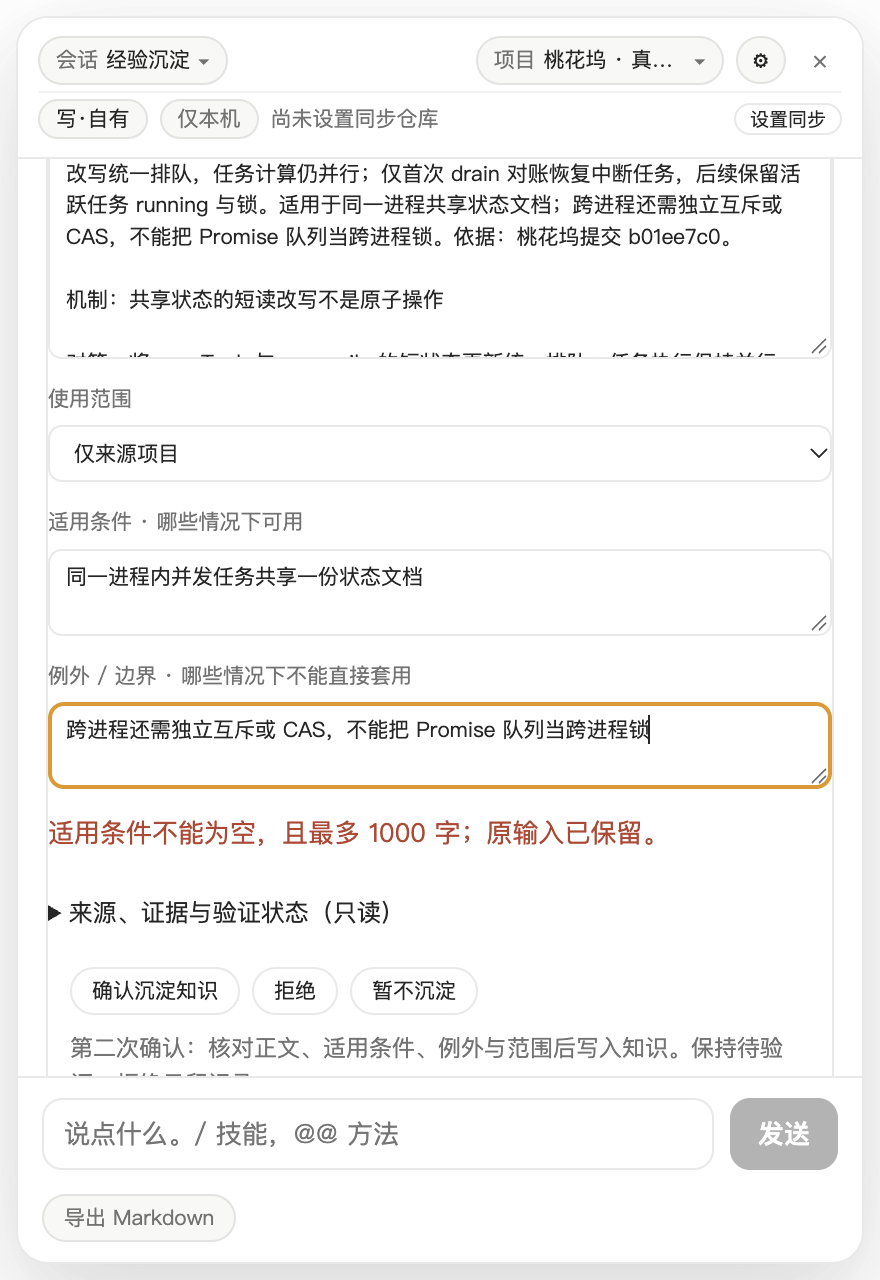 会话 经验沉淀
项目 桃花坞 · 真…
×
写·自有
仅本机
尚未设置同步仓库
设置同步
改写统一排队，任务计算仍并行；仅首次 drain 对账恢复中断任务，后续保留活
跃任务 running 与锁。适用于同一进程共享状态文档；跨进程还需独立互斥或
CAS，不能把 Promise 队列当跨进程锁。依据：桃花坞提交 b01ee7c0。
机制：共享状态的短读改写不是原子操作
使用范围
仅来源项目
适用条件 · 哪些情况下可用
同一进程内并发任务共享一份状态文档
例外 / 边界 · 哪些情况下不能直接套用
跨进程还需独立互斥或 CAS，不能把 Promise 队列当跨进程锁
适用条件不能为空，且最多 1000 字；原输入已保留。
来源、证据与验证状态（只读）
确认沉淀知识
拒绝
暂不沉淀
第二次确认：核对正文、适用条件、例外与范围后写入知识。保持待验
说点什么。/ 技能，@@ 方法
发送
导出 Markdown